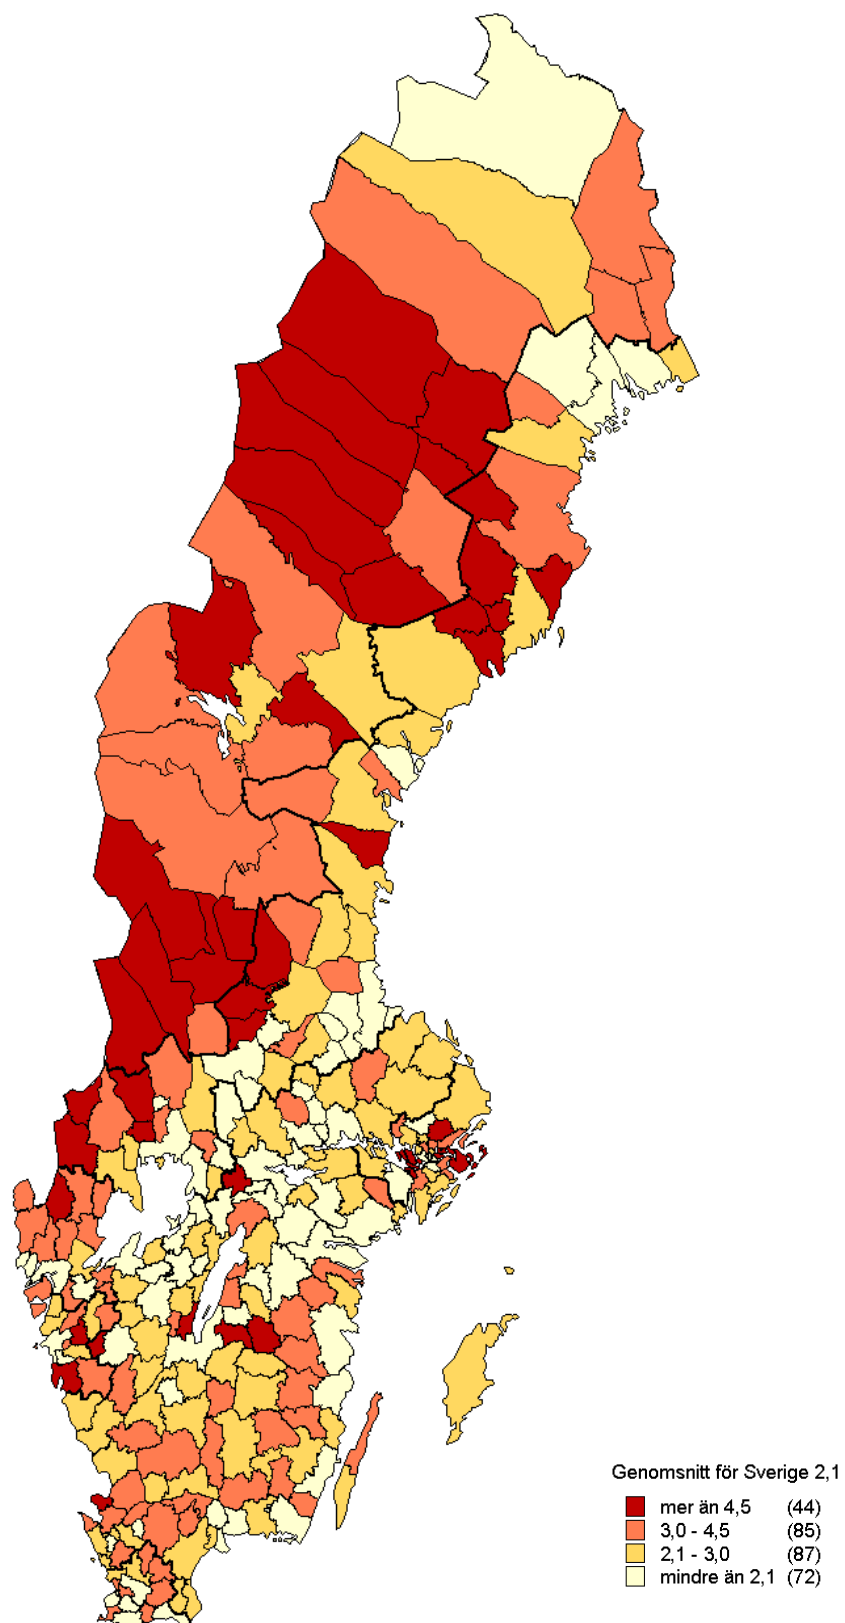 Genomsnitt för Sverige 2,1
mer än 4,5 (44)
3,0 - 4,5 (85)
2,1 - 3,0 (87)
mindre än 2,1 (72)